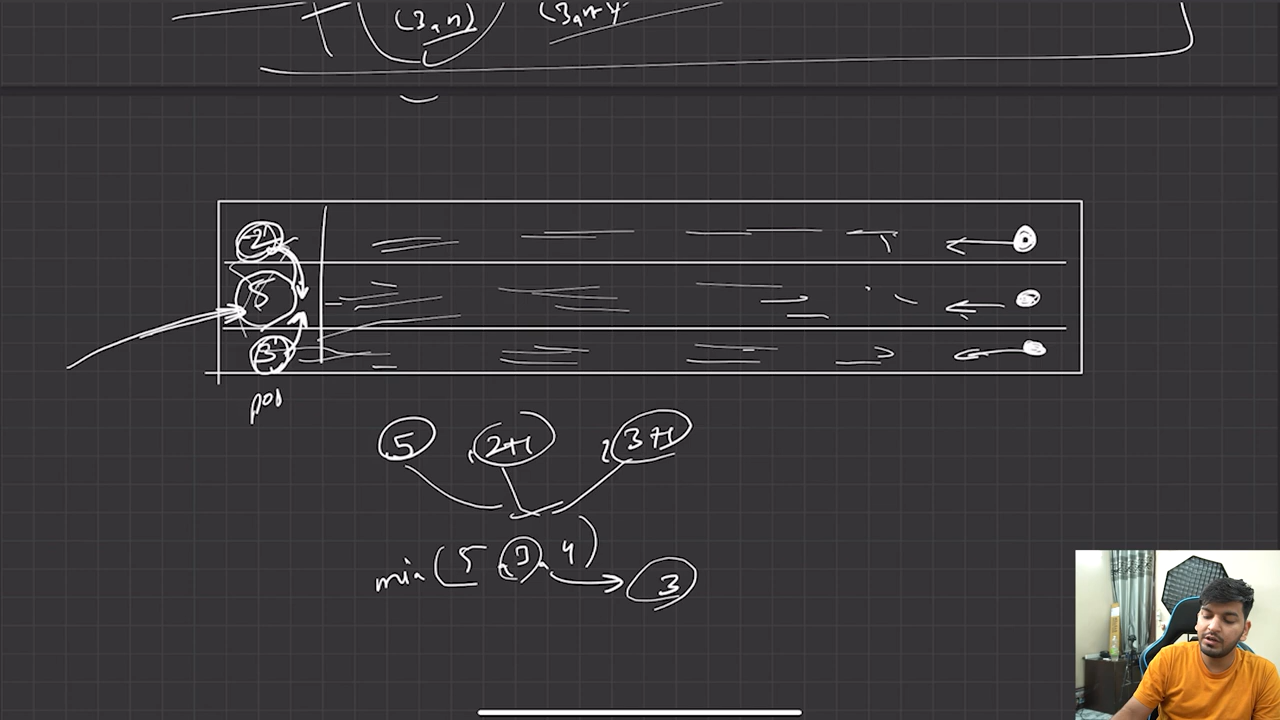 (3,n)
2
8
3
pos
5, 2+1, 3+1
min(5, 3, 4) → 3